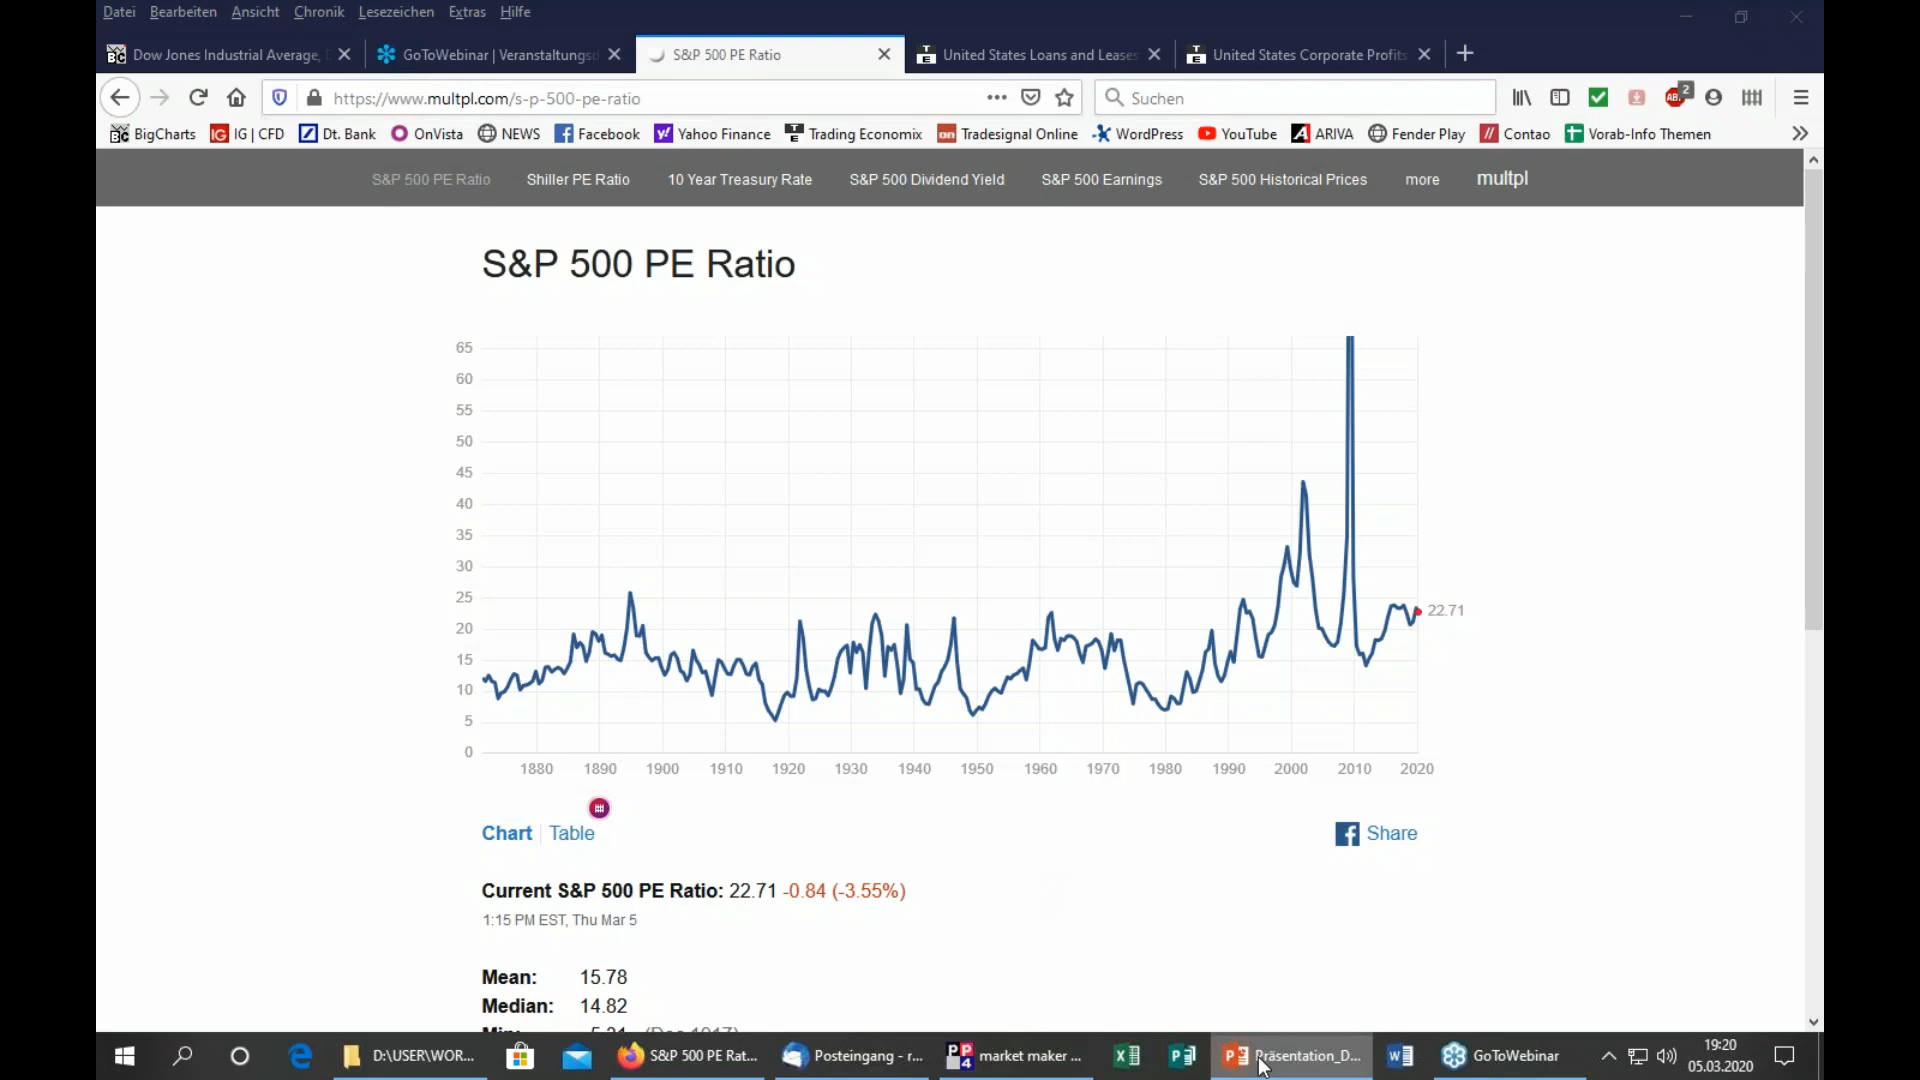 Datei Bearbeiten Ansicht Chronik Lesezeichen Extras Hilfe
Dow Jones Industrial Average, GoToWebinar | Veranstaltungsd S&P 500 PE Ratio United States Loans and Leases United States Corporate Profits
https://www.multpl.com/s-p-500-pe-ratio Suchen 2
BigCharts IG | CFD Dt. Bank OnVista NEWS Facebook Yahoo Finance Trading Economix Tradesignal Online WordPress YouTube ARIVA Fender Play Contao Vorab-Info Themen
S&P 500 PE Ratio Shiller PE Ratio 10 Year Treasury Rate S&P 500 Dividend Yield S&P 500 Earnings S&P 500 Historical Prices more multpl
S&P 500 PE Ratio
65
60
55
50
45
40
35
30
25
22.71
20
15
10
5
0
1880 1890 1900 1910 1920 1930 1940 1950 1960 1970 1980 1990 2000 2010 2020
Chart Table Share
Current S&P 500 PE Ratio: 22.71 -0.84 (-3.55%)
1:15 PM EST, Thu Mar 5
Mean: 15.78
Median: 14.82
D:\USER\WOR... S&P 500 PE Rat... Posteingang - r... market maker ... Präsentation_D... GoToWebinar 19:20
05.03.2020